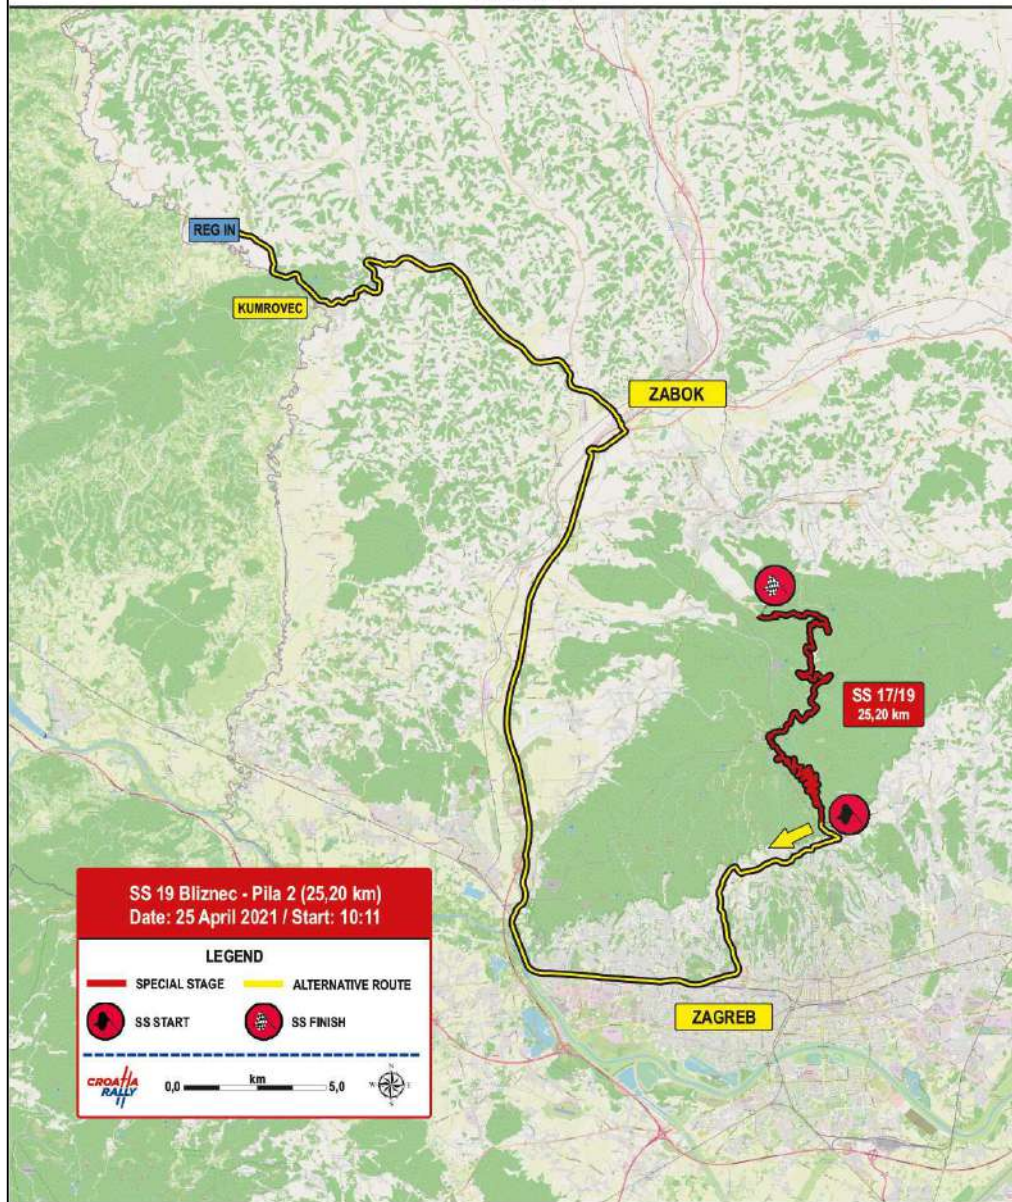 REG IN
KUMROVEC
ZABOK
SS 17/19
25,20 km
SS 19 Bliznec - Pila 2 (25,20 km)
Date: 25 April 2021 / Start: 10:11
LEGEND
SPECIAL STAGE
ALTERNATIVE ROUTE
SS START
SS FINISH
ZAGREB
CROATIA
RALLY
0,0 km 5,0
N
W E
S